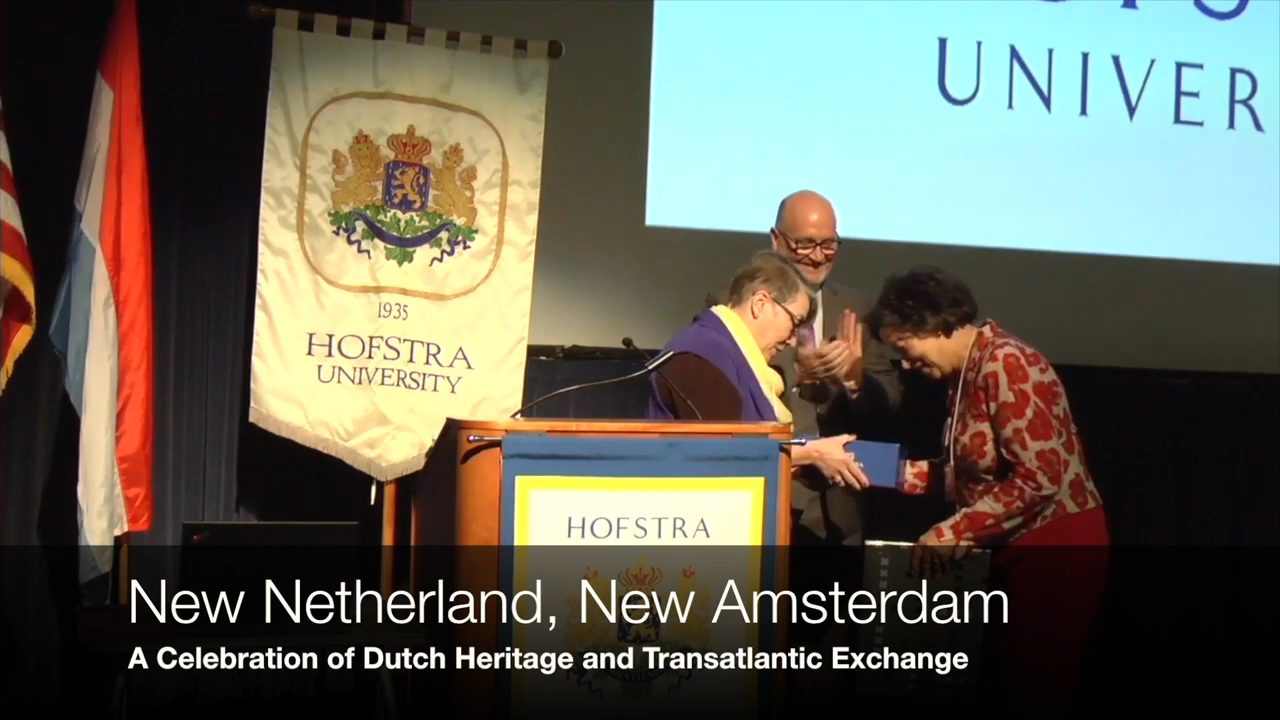 UNIVER
1935
HOFSTRA
UNIVERSITY
HOFSTRA
New Netherland, New Amsterdam
A Celebration of Dutch Heritage and Transatlantic Exchange